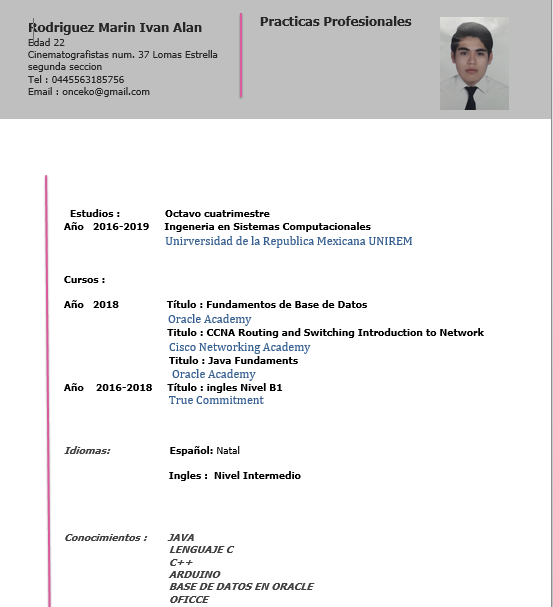 Rodriguez Marin Ivan Alan
Edad 22
Cinematografistas num. 37 Lomas Estrella
segunda seccion
Tel : 0445563185756
Email : onceko@gmail.com
Practicas Profesionales
Estudios : Octavo cuatrimestre
Año 2016-2019 Ingeneria en Sistemas Computacionales
Unirversidad de la Republica Mexicana UNIREM
Cursos :
Año 2018 Título : Fundamentos de Base de Datos
Oracle Academy
Titulo : CCNA Routing and Switching Introduction to Network
Cisco Networking Academy
Titulo : Java Fundaments
Oracle Academy
Año 2016-2018 Título : ingles Nivel B1
True Commitment
Idiomas: Español: Natal
Ingles : Nivel Intermedio
Conocimientos : JAVA
LENGUAJE C
C++
ARDUINO
BASE DE DATOS EN ORACLE
OFICCE